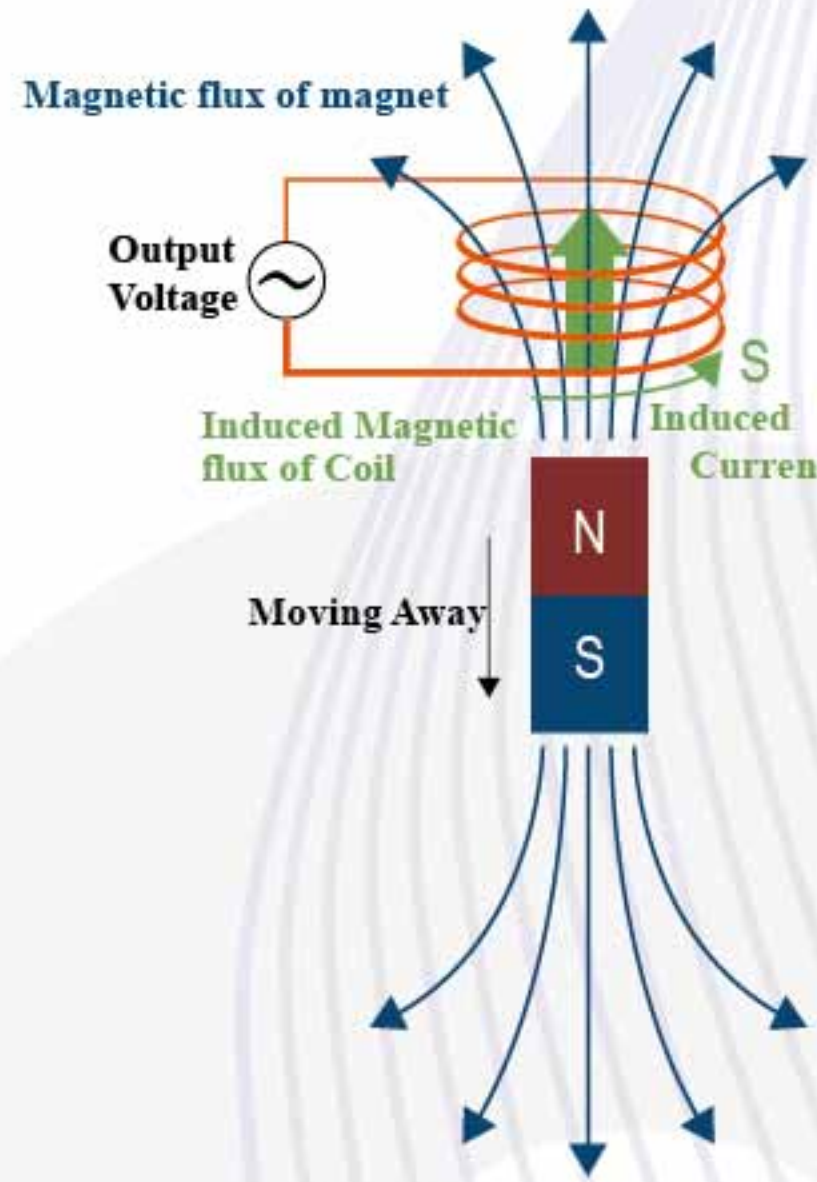 Magnetic flux of magnet
Output
Voltage
S
Induced Magnetic
flux of Coil
Induced
Curren
N
Moving Away
S